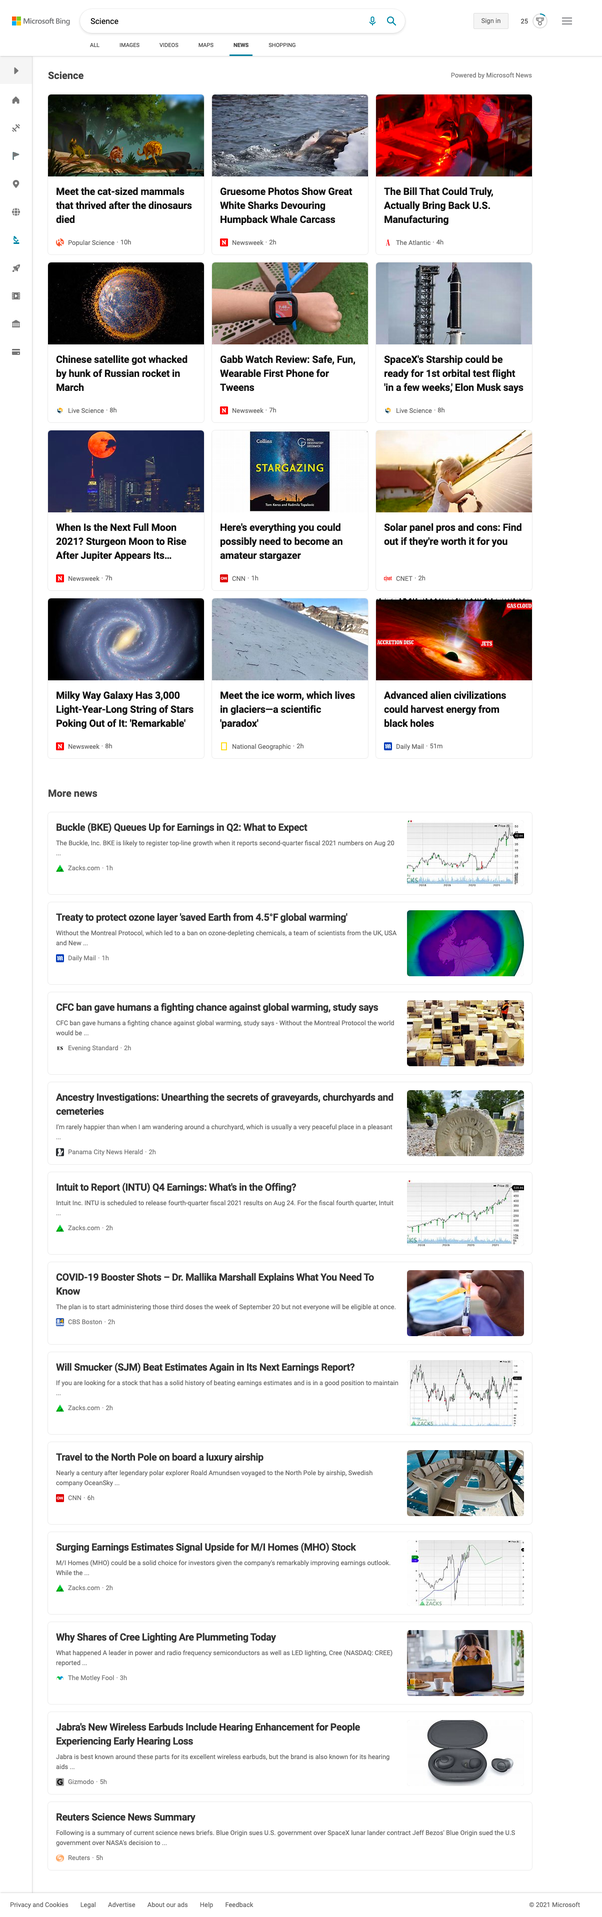 Microsoft Bing
Science
Sign in
25
ALL IMAGES VIDEOS MAPS NEWS SHOPPING
Science
Powered by Microsoft News
Meet the cat-sized mammals
that thrived after the dinosaurs
died
Popular Science · 10h
Gruesome Photos Show Great
White Sharks Devouring
Humpback Whale Carcass
Newsweek · 2h
The Bill That Could Truly,
Actually Bring Back U.S.
Manufacturing
The Atlantic · 4h
Chinese satellite got whacked
by hunk of Russian rocket in
March
Live Science · 8h
Gabb Watch Review: Safe, Fun,
Wearable First Phone for
Tweens
Newsweek · 7h
SpaceX's Starship could be
ready for 1st orbital test flight
'in a few weeks,' Elon Musk says
Live Science · 8h
When Is the Next Full Moon
2021? Sturgeon Moon to Rise
After Jupiter Appears Its...
Newsweek · 7h
Collins
STARGAZING
Here's everything you could
possibly need to become an
amateur stargazer
CNN · 1h
Solar panel pros and cons: Find
out if they're worth it for you
CNET · 2h
Milky Way Galaxy Has 3,000
Light-Year-Long String of Stars
Poking Out of It: 'Remarkable'
Newsweek · 8h
Meet the ice worm, which lives
in glaciers—a scientific
'paradox'
National Geographic · 2h
GAS CLOUD
ACCRETION DISC
JETS
Advanced alien civilizations
could harvest energy from
black holes
Daily Mail · 51m
More news
Buckle (BKE) Queues Up for Earnings in Q2: What to Expect
The Buckle, Inc. BKE is likely to register top-line growth when it reports second-quarter fiscal 2021 numbers on Aug 20
...
Zacks.com · 1h
Treaty to protect ozone layer 'saved Earth from 4.5°F global warming'
Without the Montreal Protocol, which led to a ban on ozone-depleting chemicals, a team of scientists from the UK, USA
and New ...
Daily Mail · 1h
CFC ban gave humans a fighting chance against global warming, study says
CFC ban gave humans a fighting chance against global warming, study says - Without the Montreal Protocol the world
would be ...
ES Evening Standard · 2h
Ancestry Investigations: Unearthing the secrets of graveyards, churchyards and
cemeteries
I'm rarely happier than when I am wandering around a churchyard, which is usually a very peaceful place in a pleasant
...
Panama City News Herald · 2h
Intuit to Report (INTU) Q4 Earnings: What's in the Offing?
Intuit Inc. INTU is scheduled to release fourth-quarter fiscal 2021 results on Aug 24. For the fiscal fourth quarter, Intuit
...
Zacks.com · 2h
COVID-19 Booster Shots – Dr. Mallika Marshall Explains What You Need To
Know
The plan is to start administering those third doses the week of September 20 but not everyone will be eligible at once.
CBS Boston · 2h
Will Smucker (SJM) Beat Estimates Again in Its Next Earnings Report?
If you are looking for a stock that has a solid history of beating earnings estimates and is in a good position to maintain
...
Zacks.com · 2h
Travel to the North Pole on board a luxury airship
Nearly a century after legendary polar explorer Roald Amundsen voyaged to the North Pole by airship, Swedish
company OceanSky ...
CNN · 6h
Surging Earnings Estimates Signal Upside for M/I Homes (MHO) Stock
M/I Homes (MHO) could be a solid choice for investors given the company's remarkably improving earnings outlook.
While the ...
Zacks.com · 2h
ZACKS
Why Shares of Cree Lighting Are Plummeting Today
What happened A leader in power and radio frequency semiconductors as well as LED lighting, Cree (NASDAQ: CREE)
reported ...
The Motley Fool · 3h
Jabra's New Wireless Earbuds Include Hearing Enhancement for People
Experiencing Early Hearing Loss
Jabra is best known around these parts for its excellent wireless earbuds, but the brand is also known for its hearing
aids ...
Gizmodo · 5h
Reuters Science News Summary
Following is a summary of current science news briefs. Blue Origin sues U.S. government over SpaceX lunar lander contract Jeff Bezos' Blue Origin sued the U.S
government over NASA's decision to ...
Reuters · 5h
Privacy and Cookies Legal Advertise About our ads Help Feedback
© 2021 Microsoft